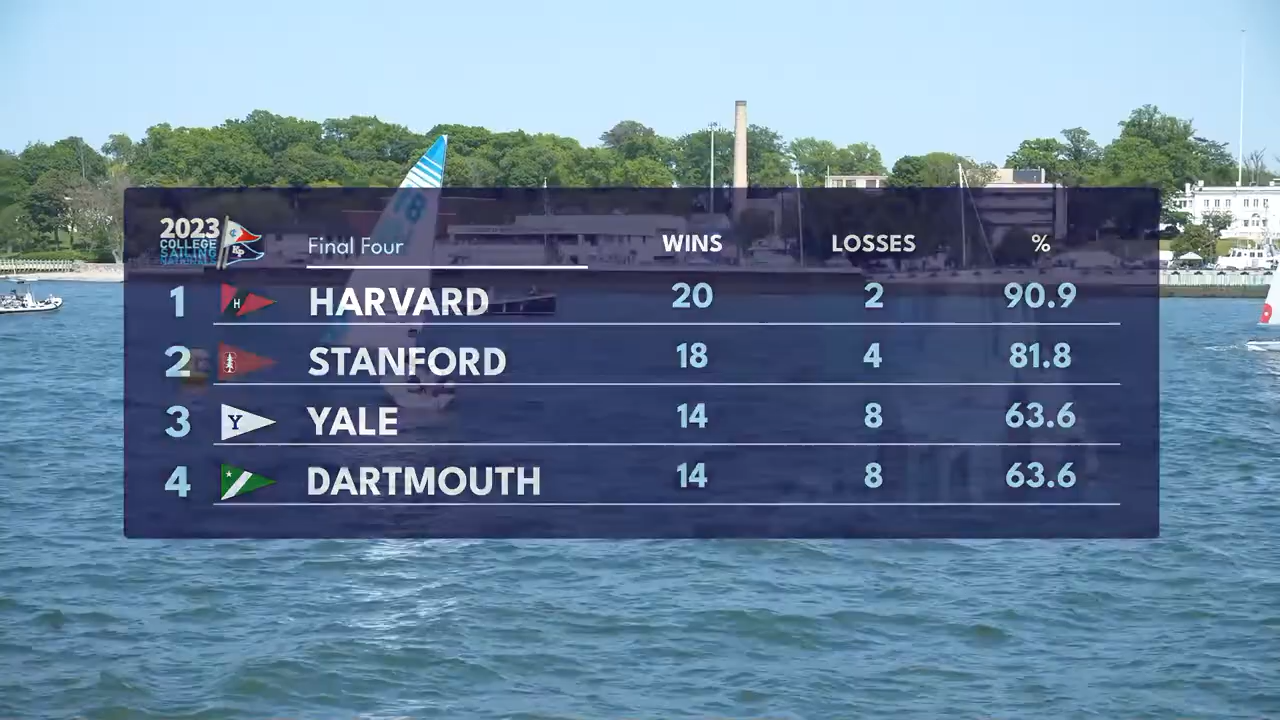 2023
COLLEGE
SAILING
NATIONALS
Final Four WINS LOSSES %
1 H HARVARD 20 2 90.9
2 STANFORD 18 4 81.8
3 Y YALE 14 8 63.6
4 DARTMOUTH 14 8 63.6